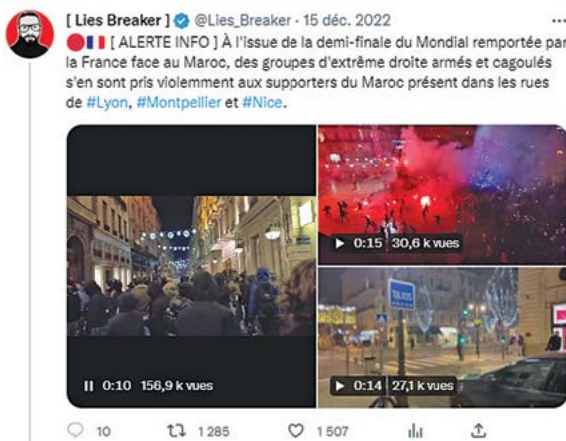 [ Lies Breaker ] @Lies_Breaker · 15 déc. 2022 ...
[ ALERTE INFO ] À l'issue de la demi-finale du Mondial remportée par
la France face au Maroc, des groupes d'extrême droite armés et cagoulés
s'en sont pris violemment aux supporters du Maroc présent dans les rues
de #Lyon, #Montpellier et #Nice.
0:15 30,6 k vues
TAXIS
0:10 156,9 k vues
0:14 27,1 k vues
10 1 285 1 507